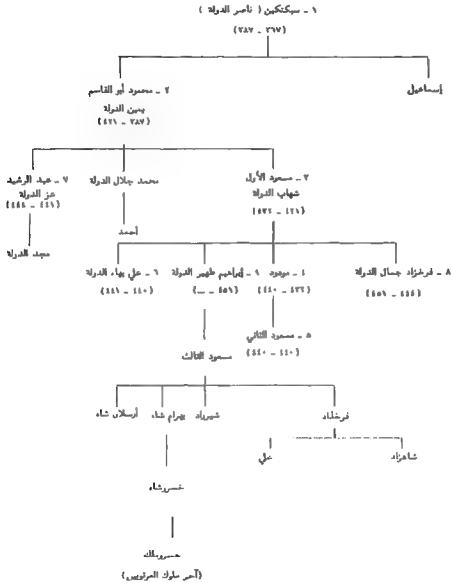 ١ - سبكتكين ( ناصر الدولة )
(٣٦٧ - ٣٨٧)
٢ - محمود أبو القاسم
يمين الدولة
(٣٨٧ - ٤٢١)
إسماعيل
٧ - عبد الرشيد
عز الدولة
(٤٤١ - ٤٤٤)
محمد جلال الدولة
٣ - مسعود الأول
شهاب الدولة
(٤٢١ - ٤٣٢)
مجد الدولة
أحمد
٦ - علي بهاء الدولة
(٤٤٠ - ٤٤١)
٩ - إبراهيم ظهير الدولة
(٤٥١ - ــ)
٤ - مودود
(٤٣٢ - ٤٤٠)
٨ - فرخزاد جمال الدولة
(٤٤٤ - ٤٥١)
٥ - مسعود الثاني
(٤٤٠ - ٤٤٠)
مسعود الثالث
أرسلان شاه
بهرام شاه
شيرزاد
فرخزاد
علي
شاهزاد
خسروشاه
خسروملك
(آخر ملوك الغزنويين)